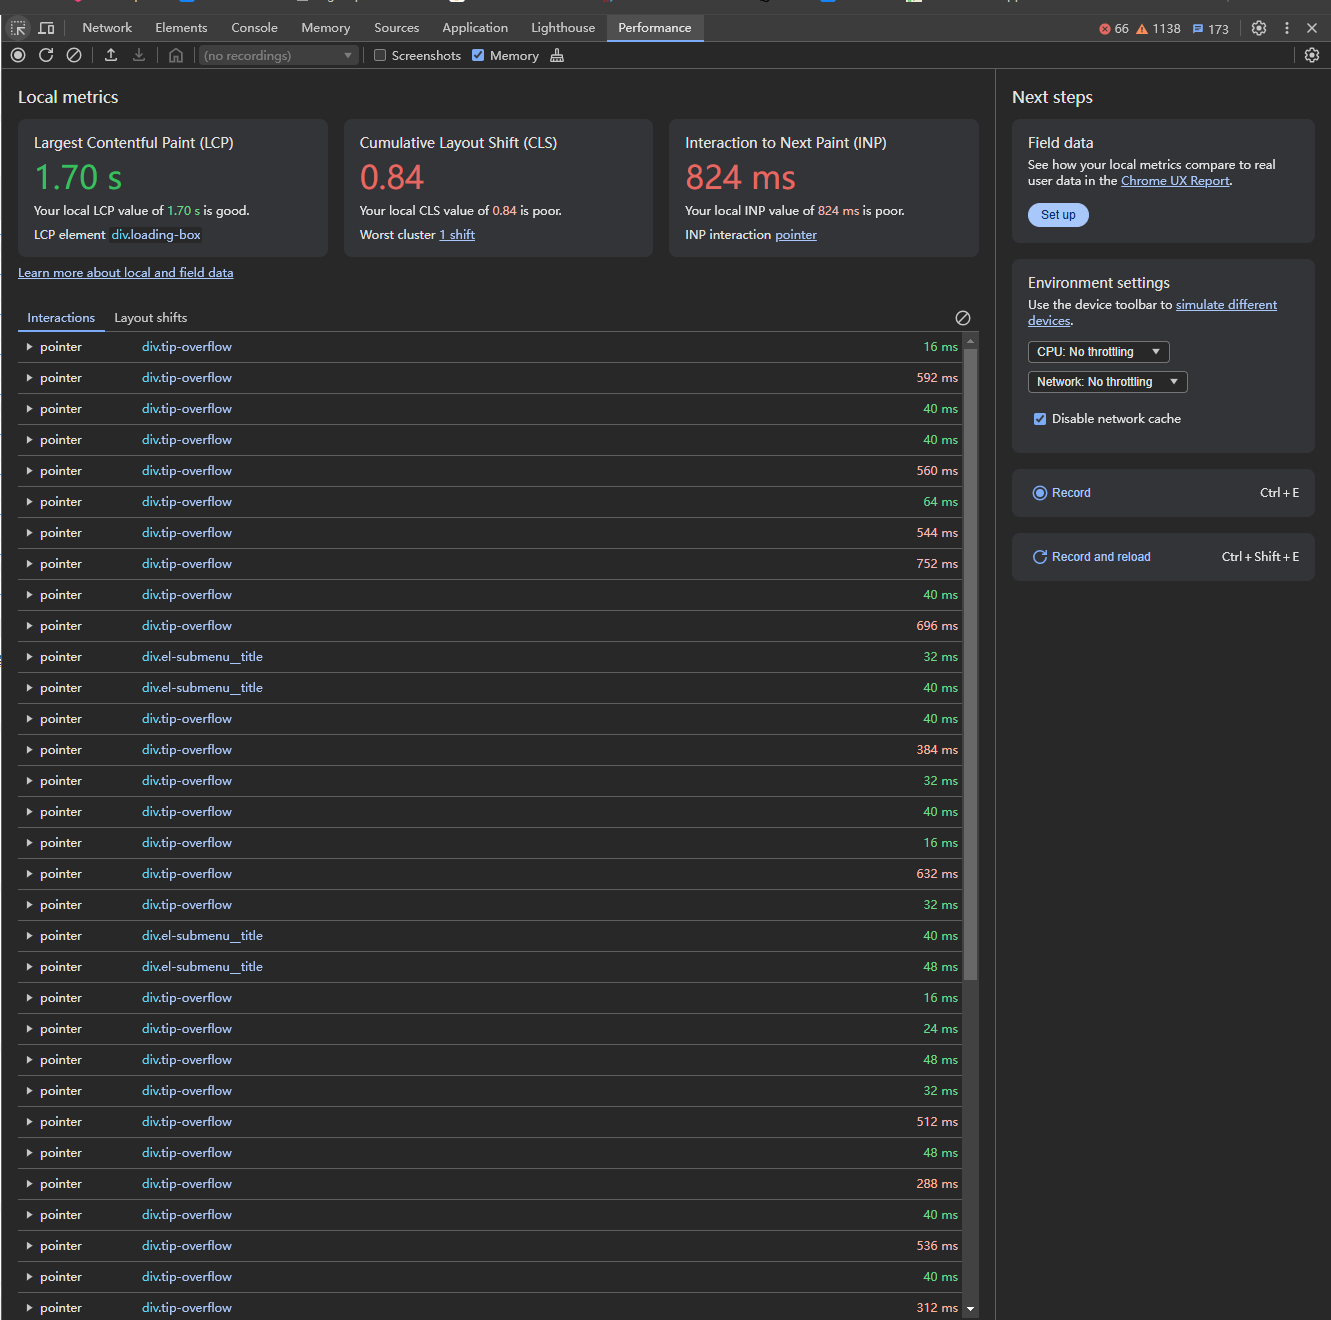 Network Elements Console Memory Sources Application Lighthouse Performance 66 1138 173
(no recordings) Screenshots Memory
Local metrics
Largest Contentful Paint (LCP)
1.70 s
Your local LCP value of 1.70 s is good.
LCP element div.loading-box
Cumulative Layout Shift (CLS)
0.84
Your local CLS value of 0.84 is poor.
Worst cluster 1 shift
Interaction to Next Paint (INP)
824 ms
Your local INP value of 824 ms is poor.
INP interaction pointer
Learn more about local and field data
Interactions Layout shifts
pointer div.tip-overflow 16 ms
pointer div.tip-overflow 592 ms
pointer div.tip-overflow 40 ms
pointer div.tip-overflow 40 ms
pointer div.tip-overflow 560 ms
pointer div.tip-overflow 64 ms
pointer div.tip-overflow 544 ms
pointer div.tip-overflow 752 ms
pointer div.tip-overflow 40 ms
pointer div.tip-overflow 696 ms
pointer div.el-submenu__title 32 ms
pointer div.el-submenu__title 40 ms
pointer div.tip-overflow 40 ms
pointer div.tip-overflow 384 ms
pointer div.tip-overflow 32 ms
pointer div.tip-overflow 40 ms
pointer div.tip-overflow 16 ms
pointer div.tip-overflow 632 ms
pointer div.tip-overflow 32 ms
pointer div.el-submenu__title 40 ms
pointer div.el-submenu__title 48 ms
pointer div.tip-overflow 16 ms
pointer div.tip-overflow 24 ms
pointer div.tip-overflow 48 ms
pointer div.tip-overflow 32 ms
pointer div.tip-overflow 512 ms
pointer div.tip-overflow 48 ms
pointer div.tip-overflow 288 ms
pointer div.tip-overflow 40 ms
pointer div.tip-overflow 536 ms
pointer div.tip-overflow 40 ms
pointer div.tip-overflow 312 ms
Next steps
Field data
See how your local metrics compare to real
user data in the Chrome UX Report.
Set up
Environment settings
Use the device toolbar to simulate different
devices.
CPU: No throttling
Network: No throttling
Disable network cache
Record Ctrl + E
Record and reload Ctrl + Shift + E